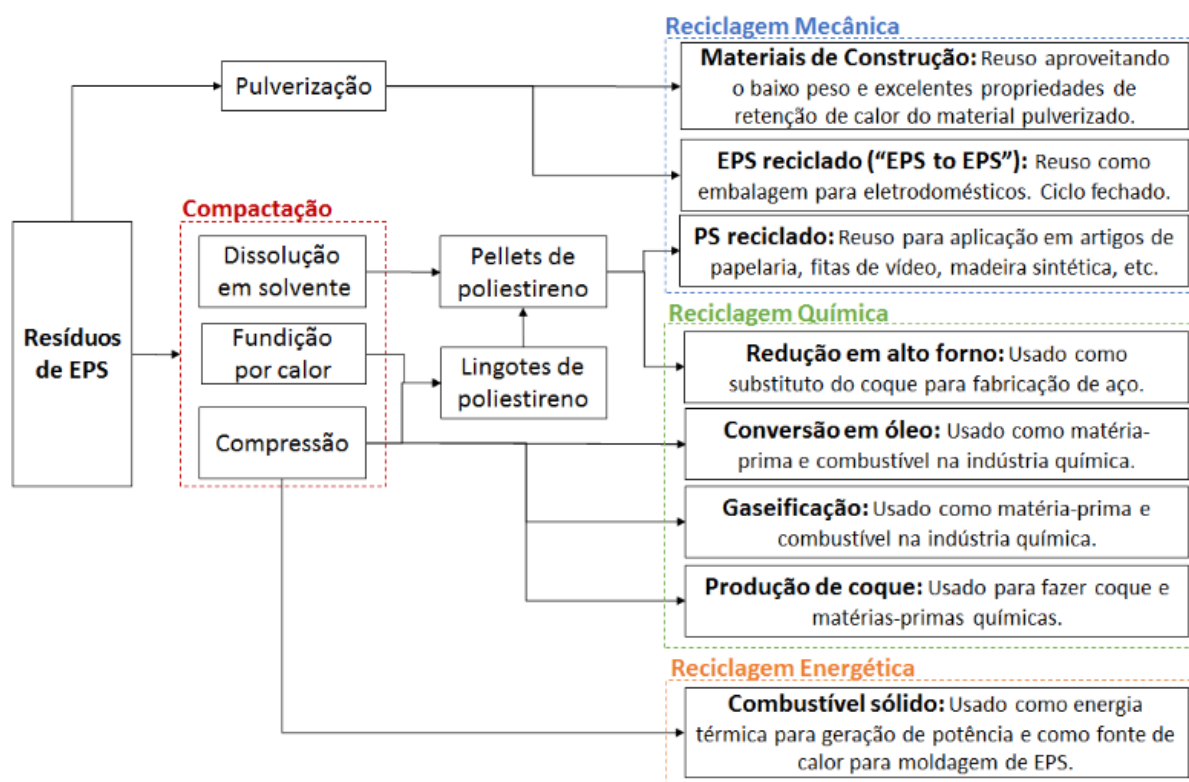 Reciclagem Mecânica
Materiais de Construção: Reuso aproveitando
o baixo peso e excelentes propriedades de
retenção de calor do material pulverizado.
Pulverização
EPS reciclado ("EPS to EPS"): Reuso como
embalagem para eletrodomésticos. Ciclo fechado.
PS reciclado: Reuso para aplicação em artigos de
papelaria, fitas de vídeo, madeira sintética, etc.
Compactação
Dissolução
em solvente
Pellets de
poliestireno
Resíduos
de EPS
Fundição
por calor
Lingotes de
poliestireno
Compressão
Reciclagem Química
Redução em alto forno: Usado como
substituto do coque para fabricação de aço.
Conversão em óleo: Usado como matéria-
prima e combustível na indústria química.
Gaseificação: Usado como matéria-prima e
combustível na indústria química.
Produção de coque: Usado para fazer coque e
matérias-primas químicas.
Reciclagem Energética
Combustível sólido: Usado como energia
térmica para geração de potência e como fonte de
calor para moldagem de EPS.